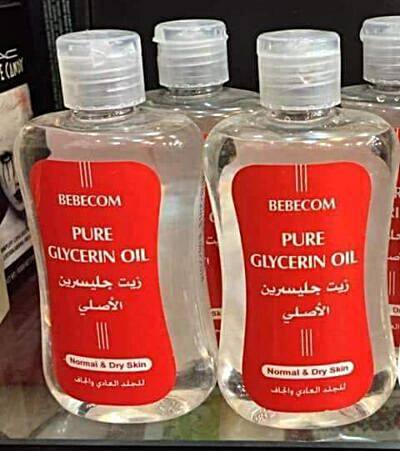 BEBECOM
PURE
GLYCERIN OIL
زيت جليسرين
الأصلي
Normal & Dry Skin
للجلد العادي والجاف
BEBECOM
PURE
GLYCERIN OIL
زيت جليسرين
الأصلي
Normal & Dry Skin
للجلد العادي والجاف